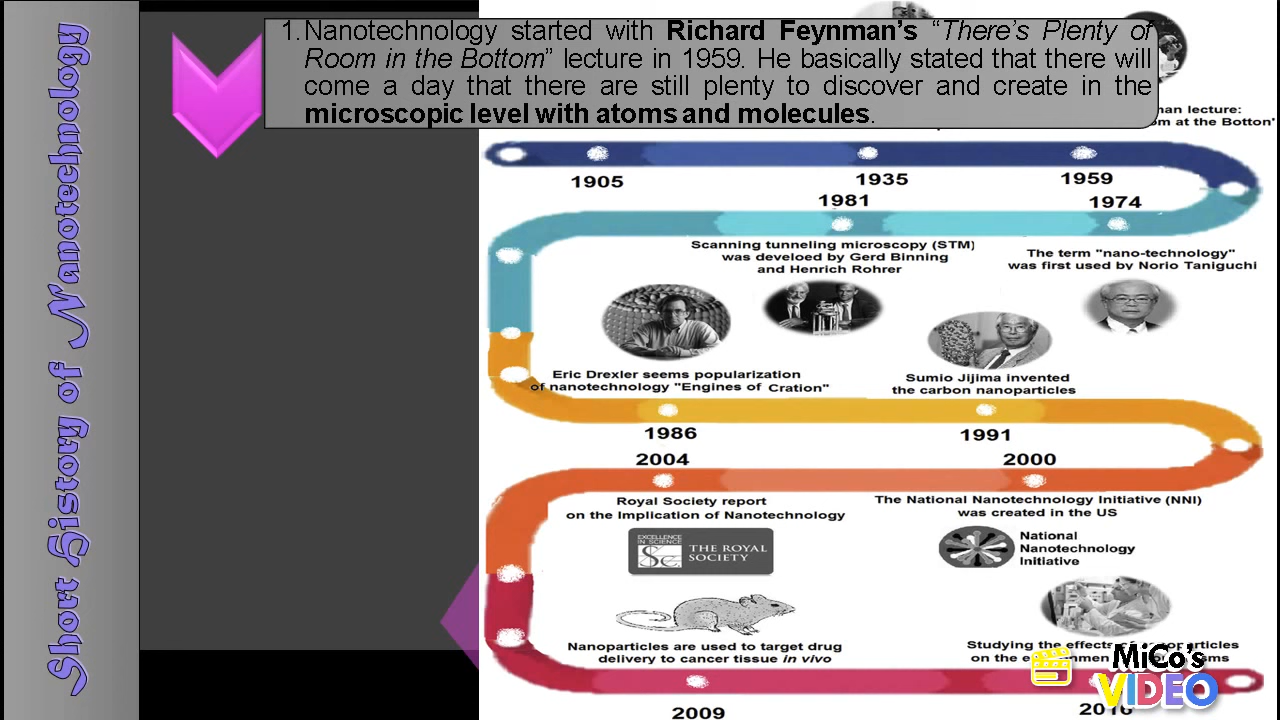 Short History of Nanotechnology
1. Nanotechnology started with Richard Feynman's "There's Plenty of
Room in the Bottom" lecture in 1959. He basically stated that there will
come a day that there are still plenty to discover and create in the
microscopic level with atoms and molecules.
lecture:
at the Botton'
1905
1935
1959
1981
1974
Scanning tunneling microscopy (STM)
was develoed by Gerd Binning
and Henrich Rohrer
The term "nano-technology"
was first used by Norio Taniguchi
Eric Drexler seems popularization
of nanotechnology "Engines of Cration"
Sumio Jijima invented
the carbon nanoparticles
1986
1991
2004
2000
Royal Society report
on the Implication of Nanotechnology
The National Nanotechnology Initiative (NNI)
was created in the US
EXCELLENCE
IN SCIENCE
THE ROYAL
SOCIETY
National
Nanotechnology
Initiative
Nanoparticles are used to target drug
delivery to cancer tissue in vivo
Studying the effects
on the
MiCo's
VIDEO
2009